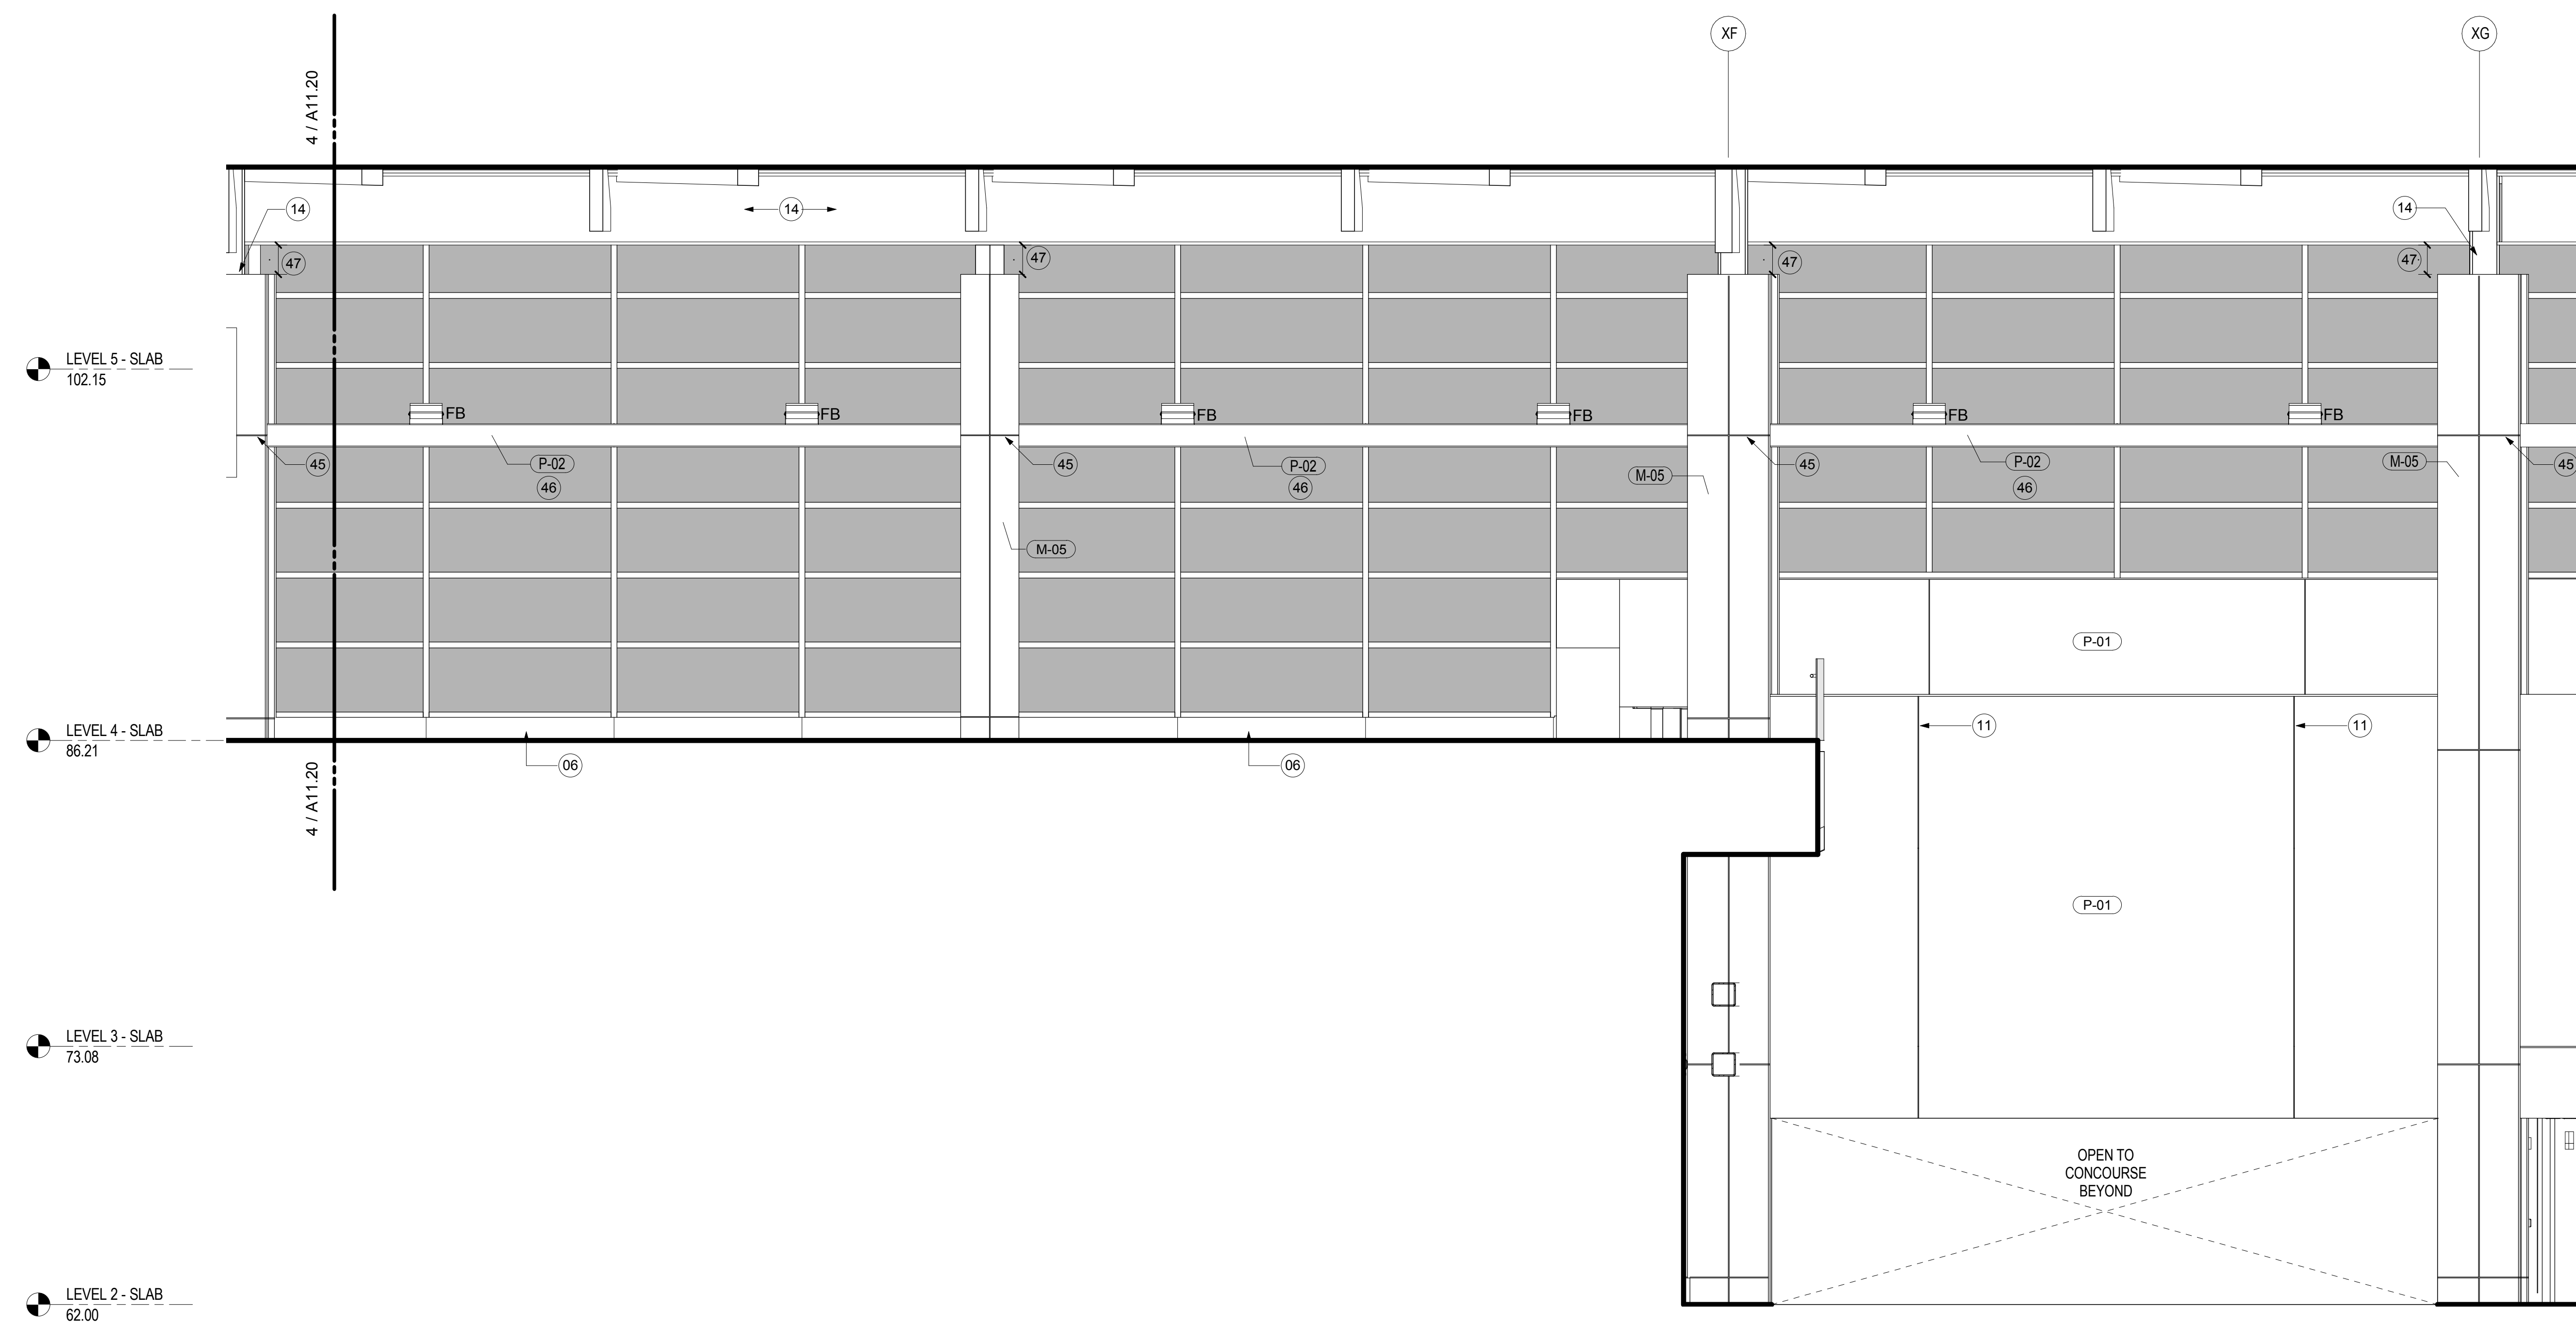 XF
XG
4 / A11.20
14
14
14
47
47
47
47
LEVEL 5 - SLAB
102.15
FB
FB
FB
FB
FB
FB
45
P-02
46
45
P-02
46
M-05
45
P-02
46
M-05
45
M-05
P-01
LEVEL 4 - SLAB
86.21
11
11
06
06
4 / A11.20
P-01
LEVEL 3 - SLAB
73.08
OPEN TO
CONCOURSE
BEYOND
LEVEL 2 - SLAB
62.00